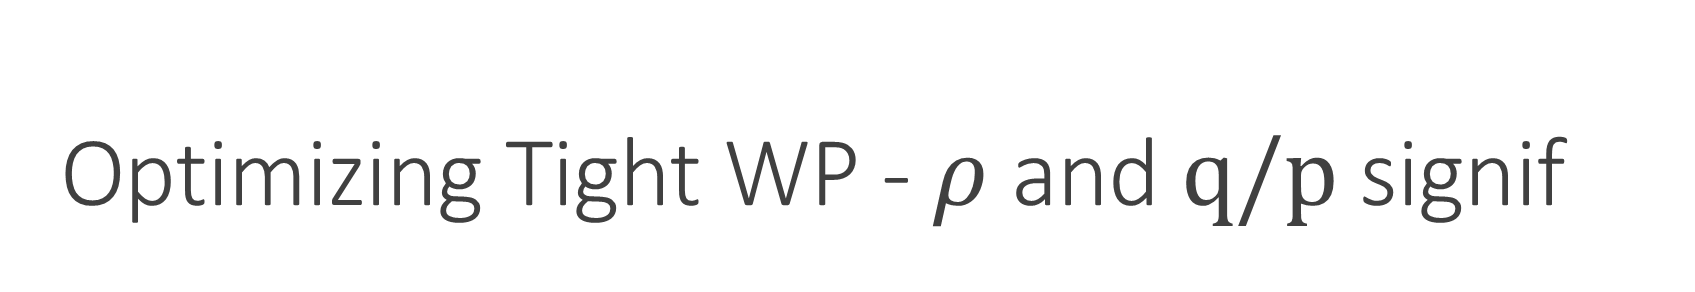 Optimizing Tight WP - 𝜌 and q/p signif